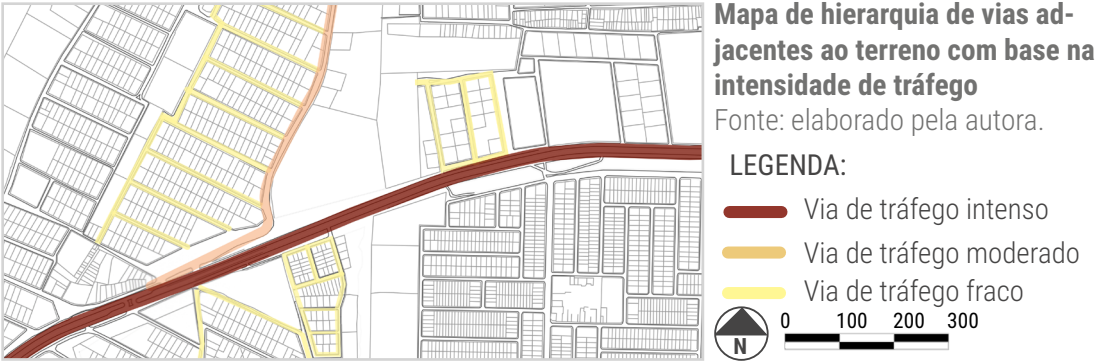 Mapa de hierarquia de vias ad-
jacentes ao terreno com base na
intensidade de tráfego
Fonte: elaborado pela autora.
LEGENDA:
Via de tráfego intenso
Via de tráfego moderado
Via de tráfego fraco
0 100 200 300
N